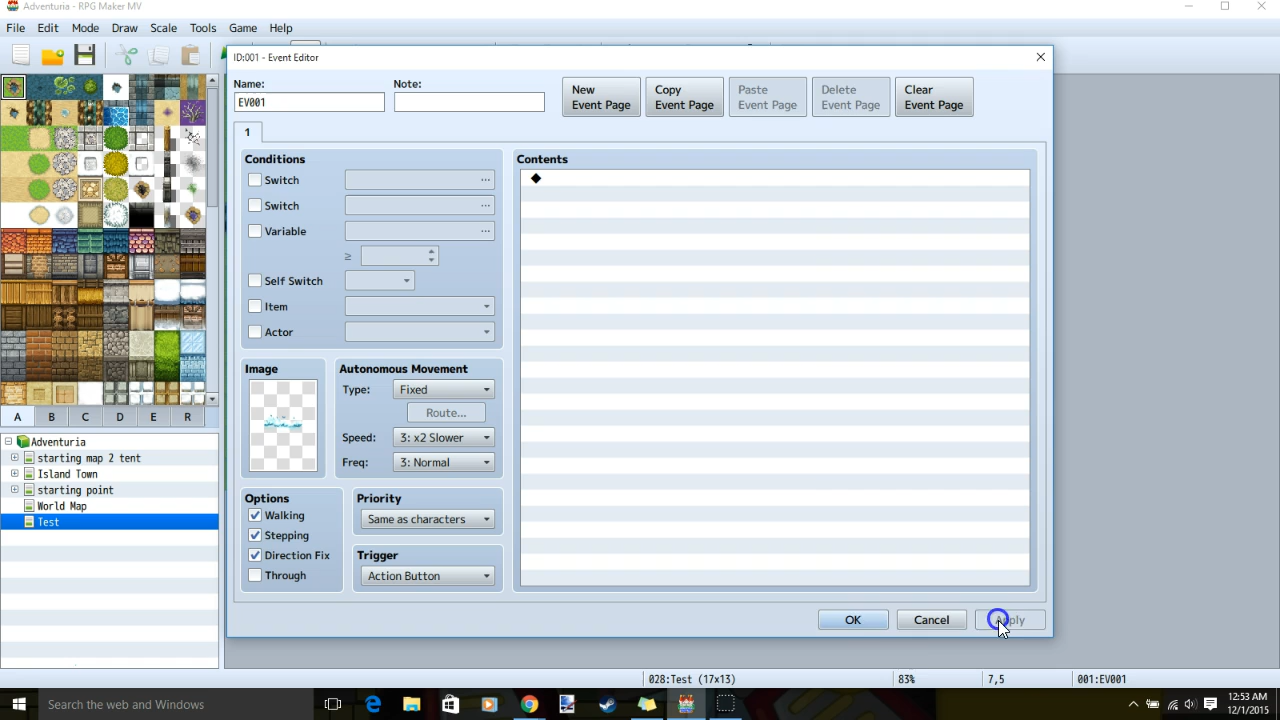 Adventuria - RPG Maker MV
File Edit Mode Draw Scale Tools Game Help
ID:001 - Event Editor
Name:
EV001
Note:
New
Event Page
Copy
Event Page
Paste
Event Page
Delete
Event Page
Clear
Event Page
1
Conditions
Switch ...
Switch ...
Variable ...
≥
Self Switch
Item
Actor
Image
Autonomous Movement
Type: Fixed
Route...
Speed: 3: x2 Slower
Freq: 3: Normal
Options
Walking
Stepping
Direction Fix
Through
Priority
Same as characters
Trigger
Action Button
Contents
◆
OK Cancel Apply
A B C D E R
Adventuria
starting map 2 tent
Island Town
starting point
World Map
Test
028:Test (17x13) 83% 7,5 001:EV001
Search the web and Windows
12:53 AM
12/1/2015